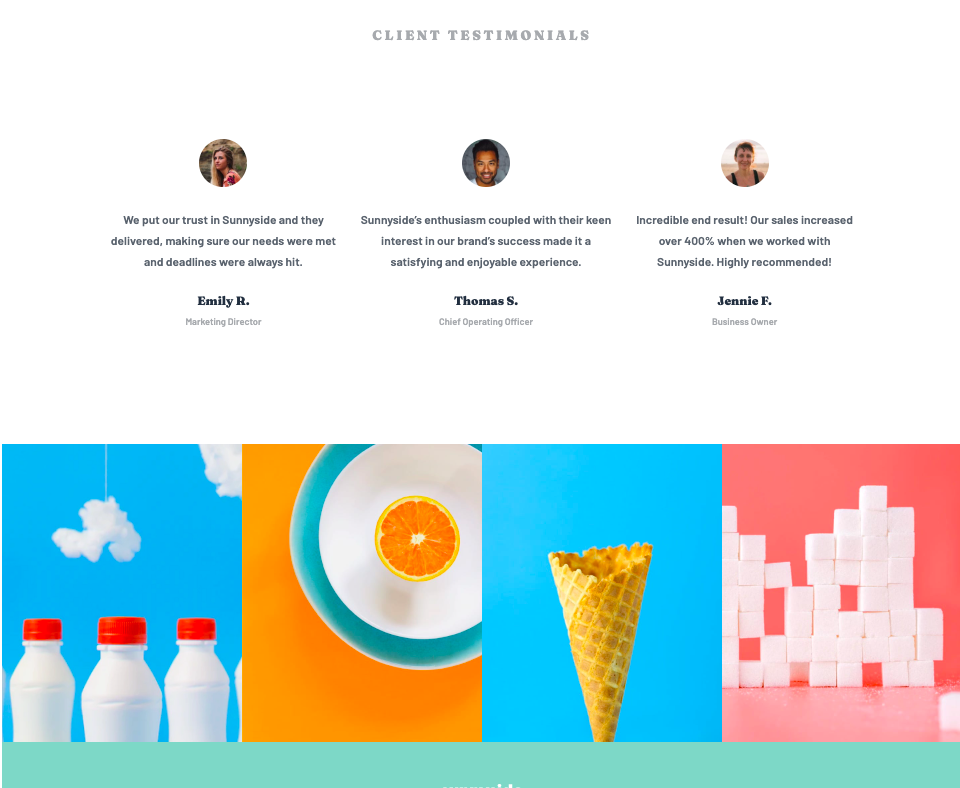 CLIENT TESTIMONIALS
We put our trust in Sunnyside and they
delivered, making sure our needs were met
and deadlines were always hit.
Emily R.
Marketing Director
Sunnyside’s enthusiasm coupled with their keen
interest in our brand’s success made it a
satisfying and enjoyable experience.
Thomas S.
Chief Operating Officer
Incredible end result! Our sales increased
over 400% when we worked with
Sunnyside. Highly recommended!
Jennie F.
Business Owner